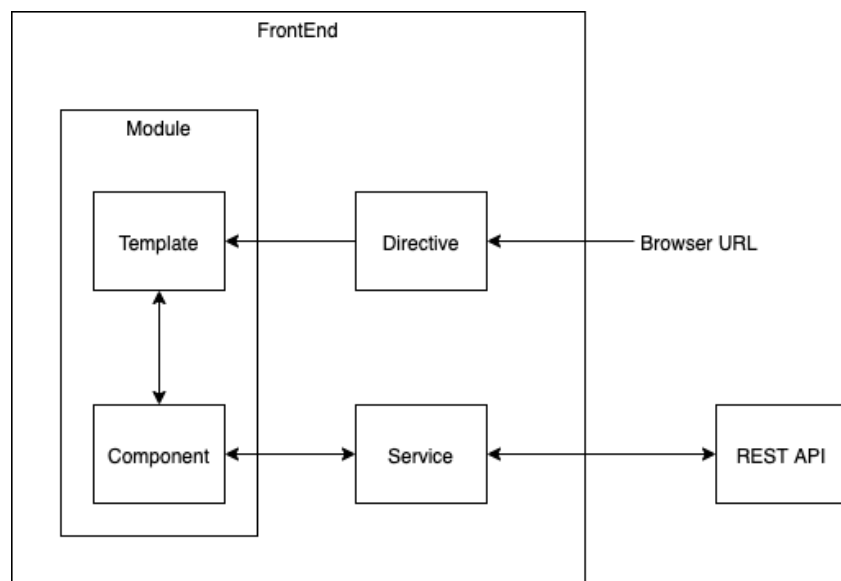 FrontEnd
Module
Template
Directive
Browser URL
Component
Service
REST API